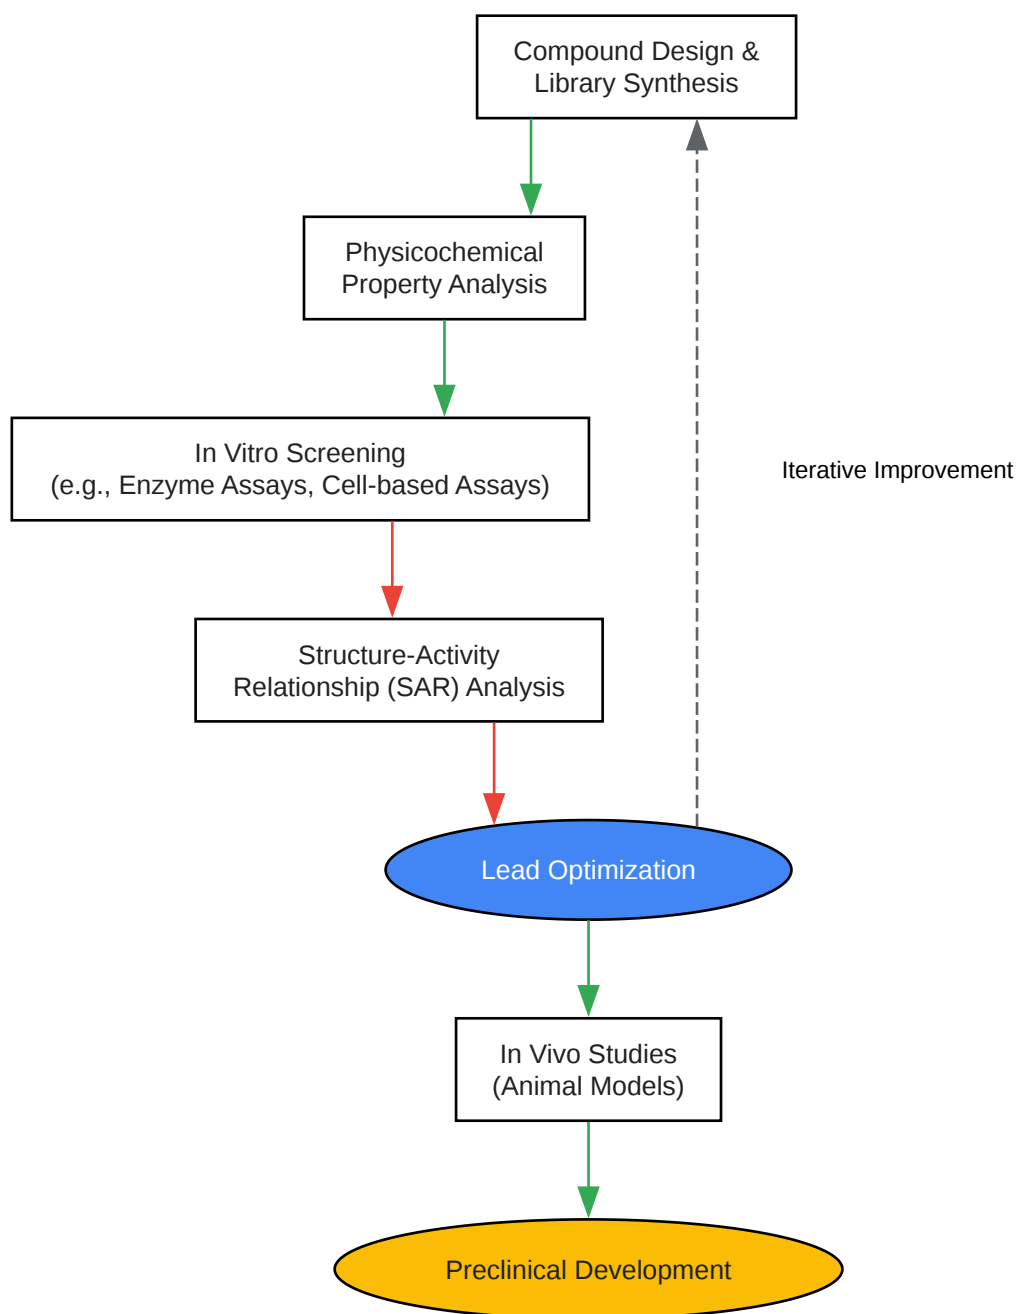 Compound Design &
Library Synthesis
Physicochemical
Property Analysis
In Vitro Screening
(e.g., Enzyme Assays, Cell-based Assays)
Iterative Improvement
Structure-Activity
Relationship (SAR) Analysis
Lead Optimization
In Vivo Studies
(Animal Models)
Preclinical Development